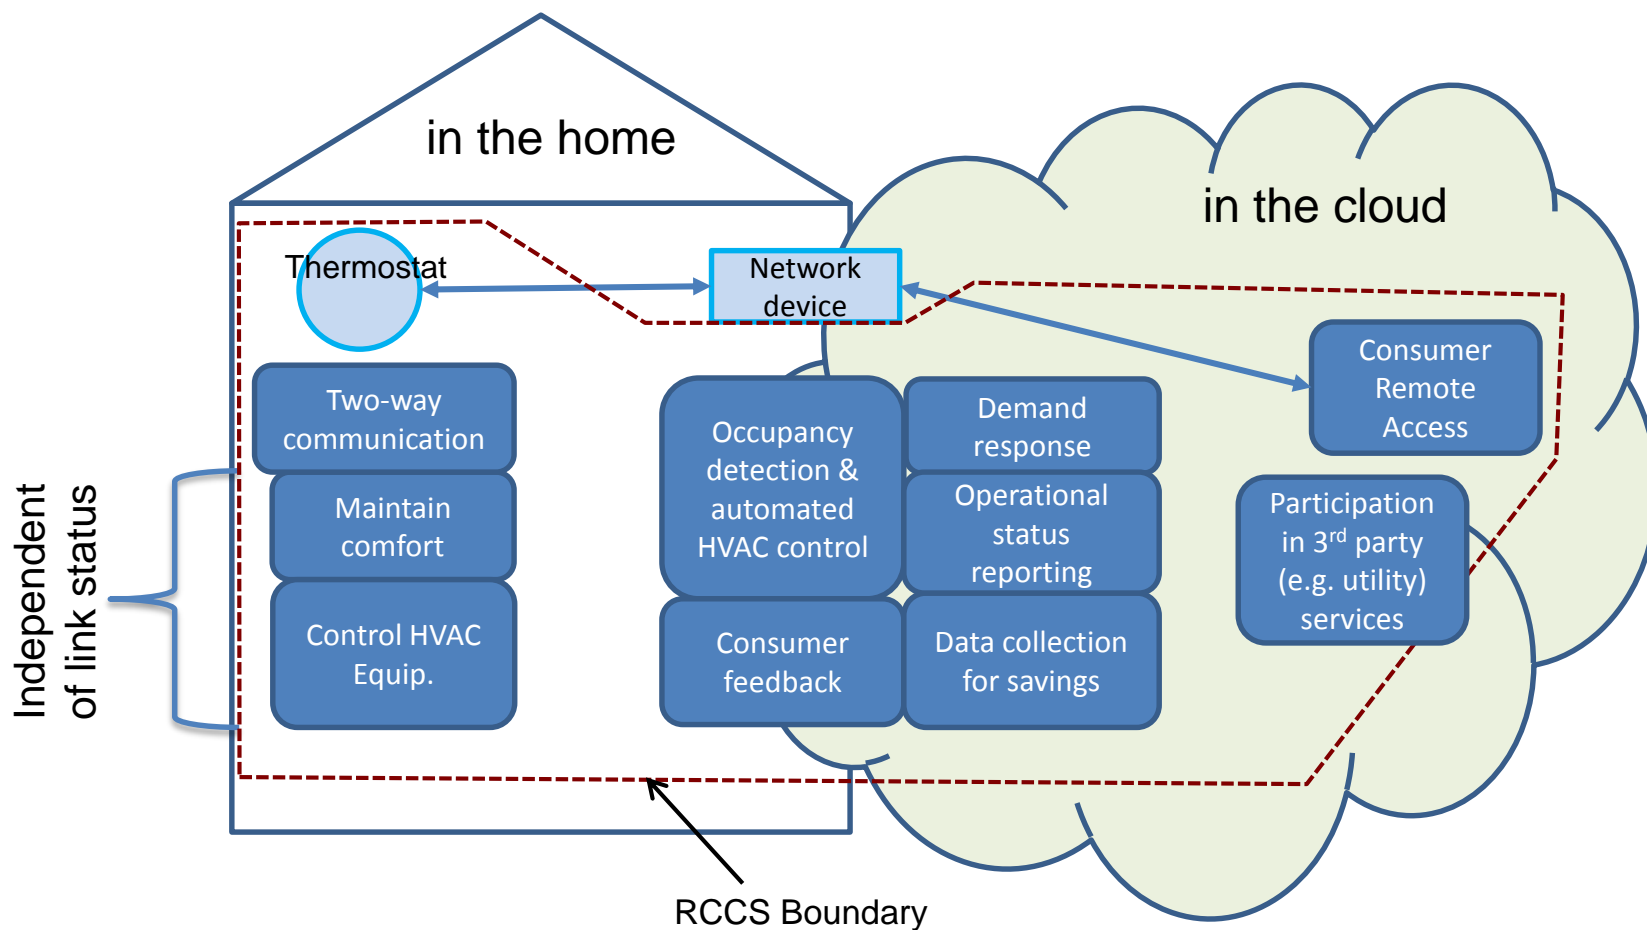 in the home
in the cloud
Thermostat
Network
device
Consumer
Remote
Access
Two-way
communication
Occupancy
detection &
automated
HVAC control
Demand
response
Maintain
comfort
Operational
status
reporting
Participation
in 3rd party
(e.g. utility)
services
Control HVAC
Equip.
Consumer
feedback
Data collection
for savings
Independent
of link status
RCCS Boundary